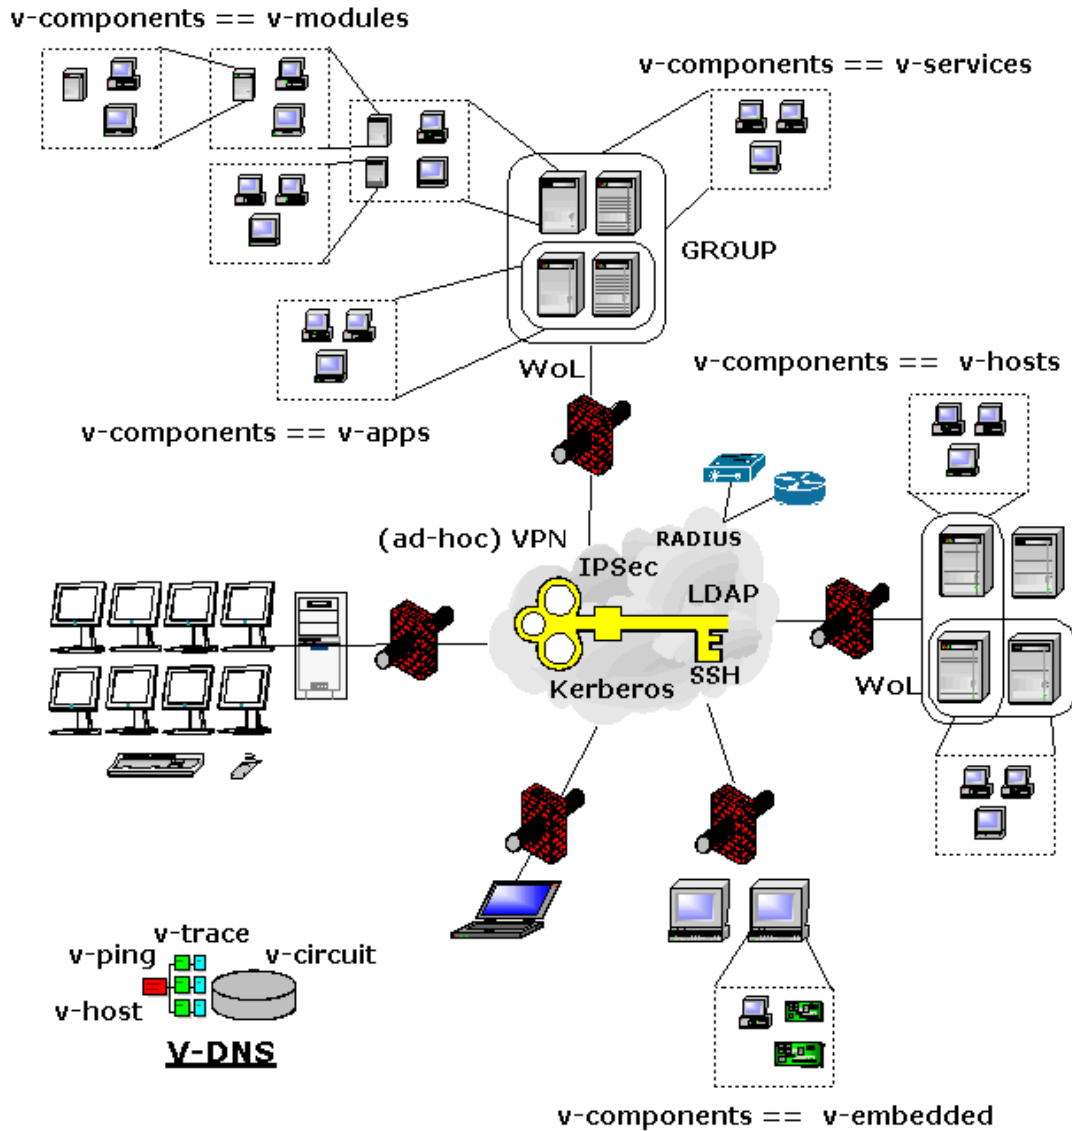 v-components == v-modules
v-components == v-services
GROUP
WoL
v-components == v-hosts
v-components == v-apps
(ad-hoc) VPN
RADIUS
IPSec
LDAP
Kerberos
SSH
WoL
v-trace
v-ping
v-circuit
v-host
V-DNS
v-components == v-embedded